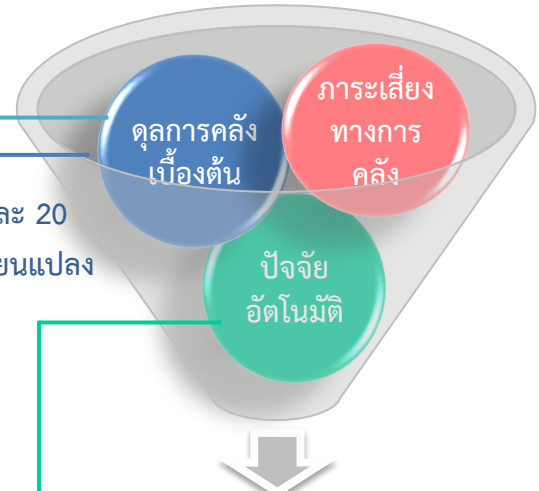 ภาระเสี่ยง
ทางการ
คลัง
ดุลการคลัง
เบื้องต้น
ละ 20
ยนแปลง
ปัจจัย
อัตโนมัติ